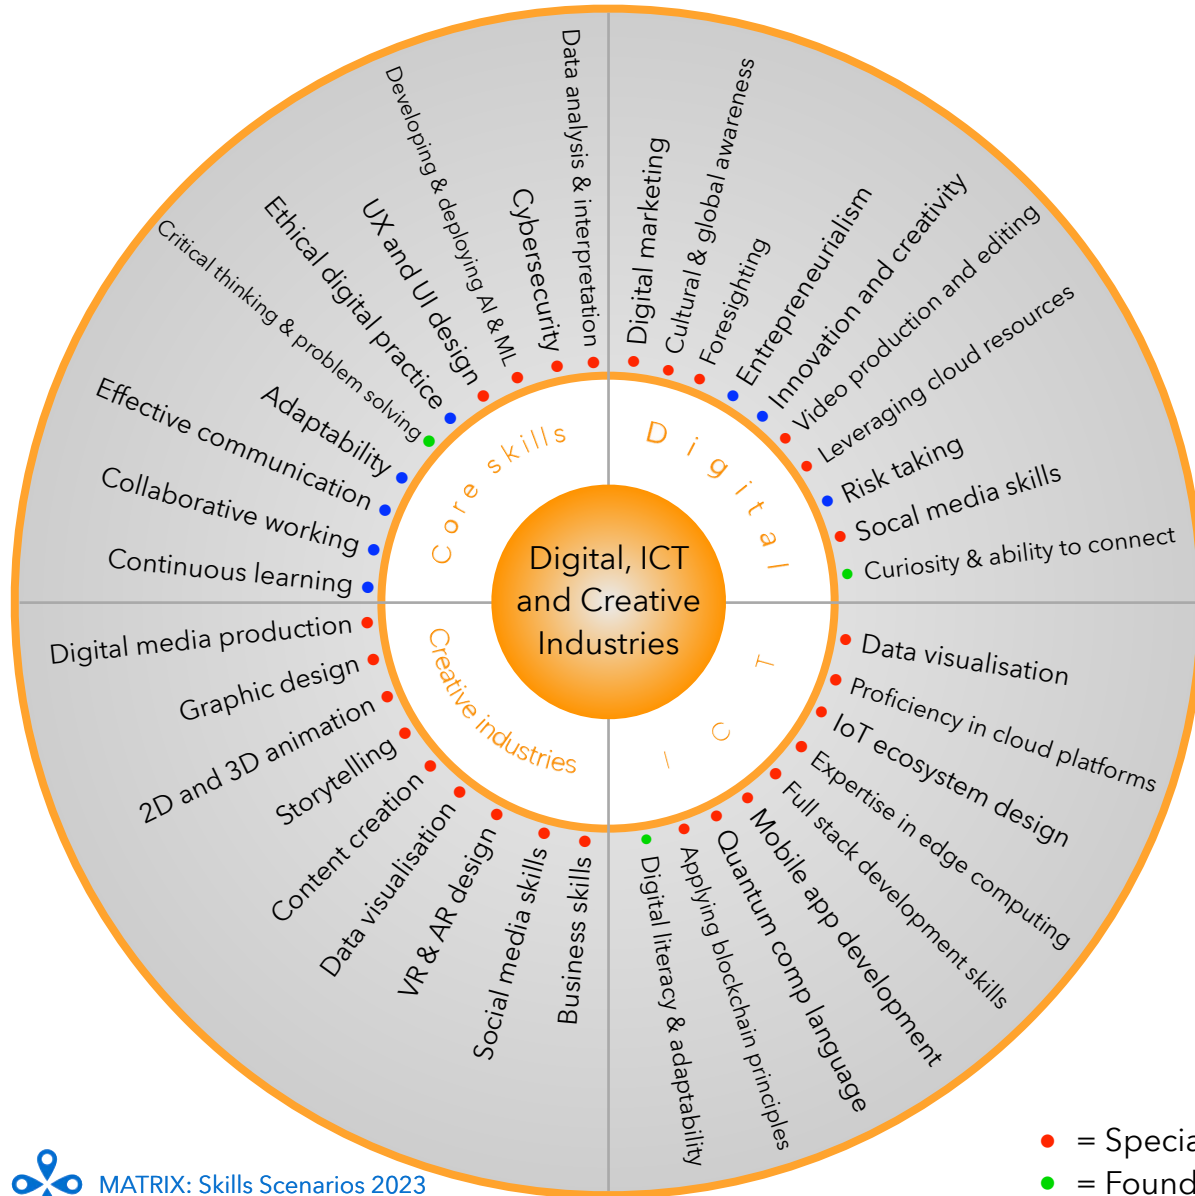 Data analysis & interpretation
Cybersecurity
Developing & deploying AI & ML
UX and UI design
Ethical digital practice
Critical thinking & problem solving
Adaptability
Effective communication
Collaborative working
Continuous learning
Digital marketing
Cultural & global awareness
Foresighting
Entrepreneurialism
Innovation and creativity
Video production and editing
Leveraging cloud resources
Risk taking
Socal media skills
Curiosity & ability to connect
Core skills
Digital
Digital, ICT
and Creative
Industries
Creative industries
ICT
Digital media production
Graphic design
2D and 3D animation
Storytelling
Content creation
Data visualisation
VR & AR design
Social media skills
Business skills
Data visualisation
Proficiency in cloud platforms
IoT ecosystem design
Expertise in edge computing
Full stack development skills
Mobile app development
Quantum comp language
Applying blockchain principles
Digital literacy & adaptability
= Specia
= Found
MATRIX: Skills Scenarios 2023